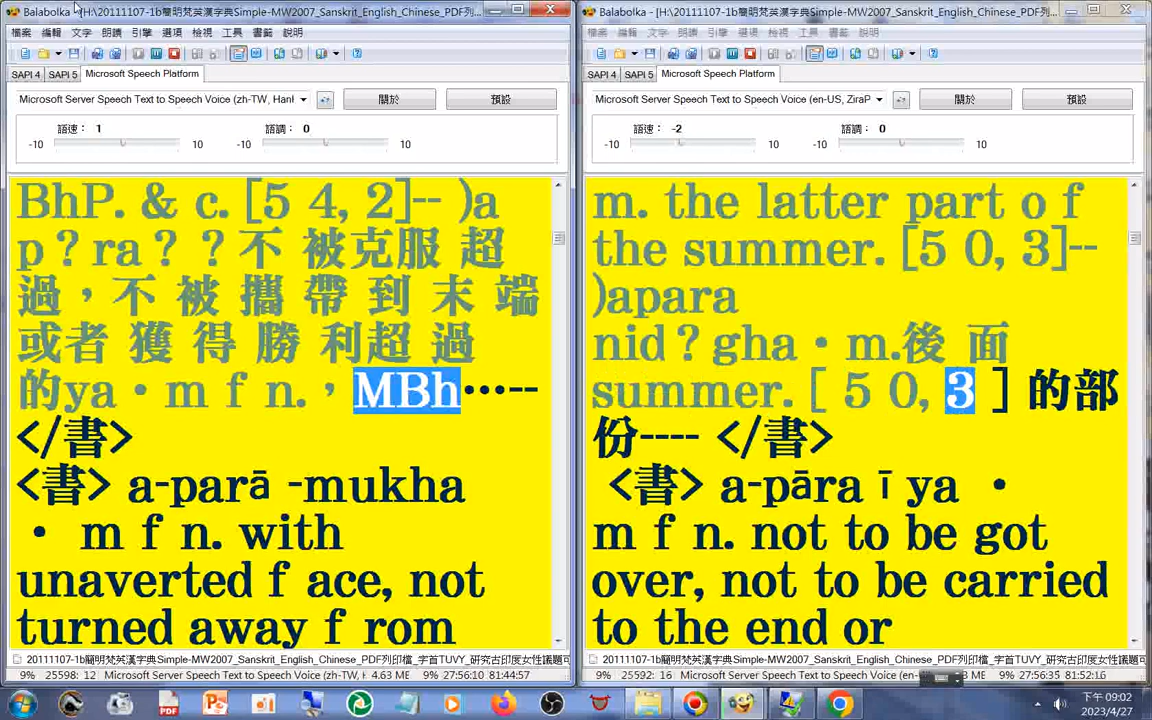 Balabolka - [H:\20111107-1b簡明梵英漢字典Simple-MW2007_Sanskrit_English_Chinese_PDF列...
檔案 編輯 文字 朗讀 引擎 選項 檢視 工具 書籤 說明
SAPI 4 SAPI 5 Microsoft Speech Platform
Microsoft Server Speech Text to Speech Voice (zh-TW, Hanl
關於 預設
語速： 1 語調： 0
-10 10 -10 10
BhP. & c. [5 4, 2]-- )a
p？ra？？不 被克服 超
過，不 被 攜 帶 到 末 端
或者 獲 得 勝 利超 過
的ya‧m f n.，MBh…--
</書>
<書> a-parā -mukha
‧ m f n. with
unaverted f ace, not
turned away f rom
20111107-1b簡明梵英漢字典Simple-MW2007_Sanskrit_English_Chinese_PDF列印檔_字首TUVY_研究古印度女性議題可
9% 25598: 12 Microsoft Server Speech Text to Speech Voice (zh-TW, H 4.63 ME 9% 27:56:10 81:44:57
Balabolka - [H:\20111107-1b簡明梵英漢字典Simple-MW2007_Sanskrit_English_Chinese_PDF列...
檔案 編輯 文字 朗讀 引擎 選項 檢視 工具 書籤 說明
SAPI 4 SAPI 5 Microsoft Speech Platform
Microsoft Server Speech Text to Speech Voice (en-US, ZiraP
關於 預設
語速： -2 語調： 0
-10 10 -10 10
m. the latter part o f
the summer. [5 0, 3]--
)apara
nid？gha‧m.後 面
summer. [ 5 0, 3 ] 的部
份---- </書>
<書> a-pāra ī ya ‧
m f n. not to be got
over, not to be carried
to the end or
20111107-1b簡明梵英漢字典Simple-MW2007_Sanskrit_English_Chinese_PDF列印檔_字首TUVY_研究古印度女性議題可
9% 25592: 16 Microsoft Server Speech Text to Speech Voice (en-US, Z 4.63 ME 9% 27:56:35 81:52:16
下午 09:02
2023/4/27